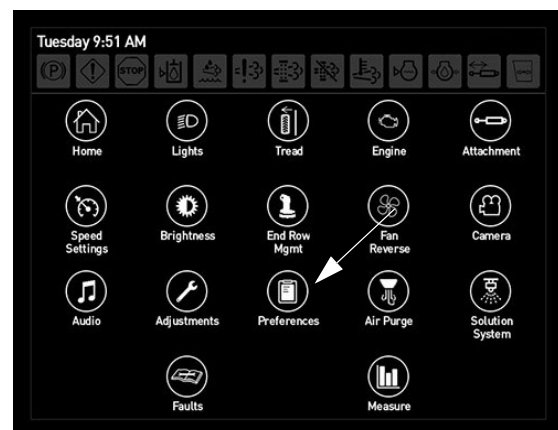 Tuesday 9:51 AM
(P) STOP
Home Lights Tread Engine Attachment
Speed Settings Brightness End Row Mgmt Fan Reverse Camera
Audio Adjustments Preferences Air Purge Solution System
Faults Measure